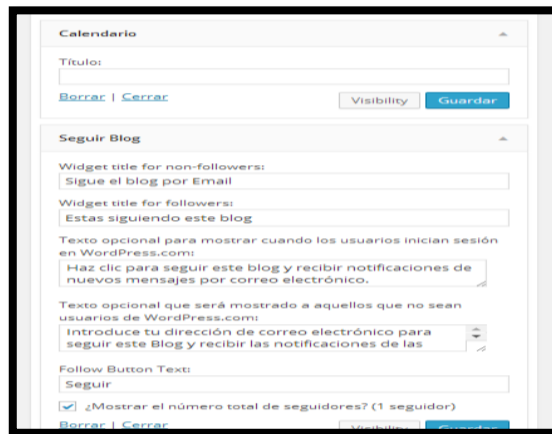 Calendario
Título:
Borrar | Cerrar
Visibility
Guardar
Seguir Blog
Widget title for non-followers:
Sigue el blog por Email
Widget title for followers:
Estas siguiendo este blog
Texto opcional para mostrar cuando los usuarios inician sesión
en WordPress.com:
Haz clic para seguir este blog y recibir notificaciones de
nuevos mensajes por correo electrónico.
Texto opcional que será mostrado a aquellos que no sean
usuarios de WordPress.com:
Introduce tu dirección de correo electrónico para
seguir este Blog y recibir las notificaciones de las
Follow Button Text:
Seguir
¿Mostrar el número total de seguidores? (1 seguidor)
Borrar | Cerrar
Visibility
Guardar